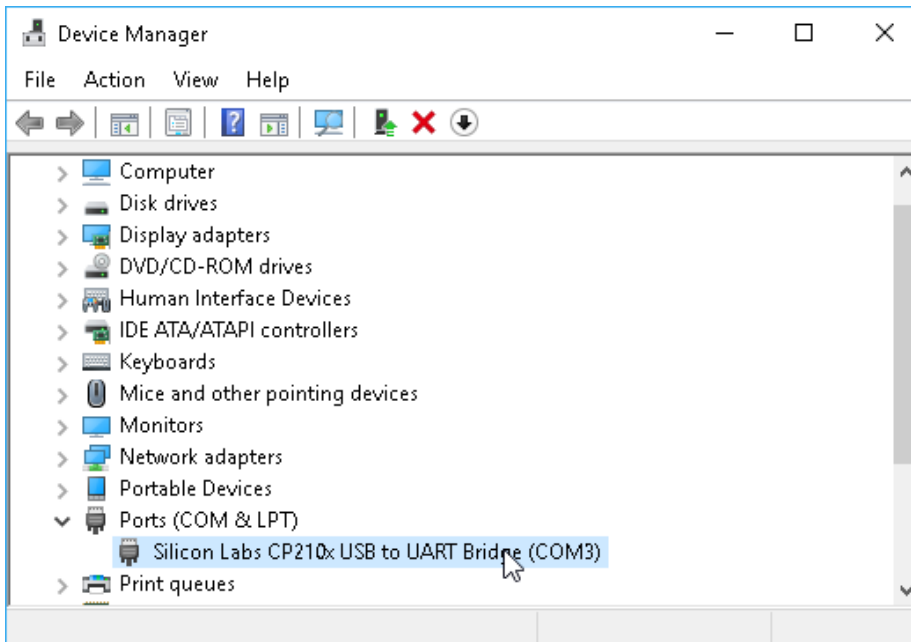 Device Manager
File Action View Help
Computer
Disk drives
Display adapters
DVD/CD-ROM drives
Human Interface Devices
IDE ATA/ATAPI controllers
Keyboards
Mice and other pointing devices
Monitors
Network adapters
Portable Devices
Ports (COM & LPT)
Silicon Labs CP210x USB to UART Bridge (COM3)
Print queues